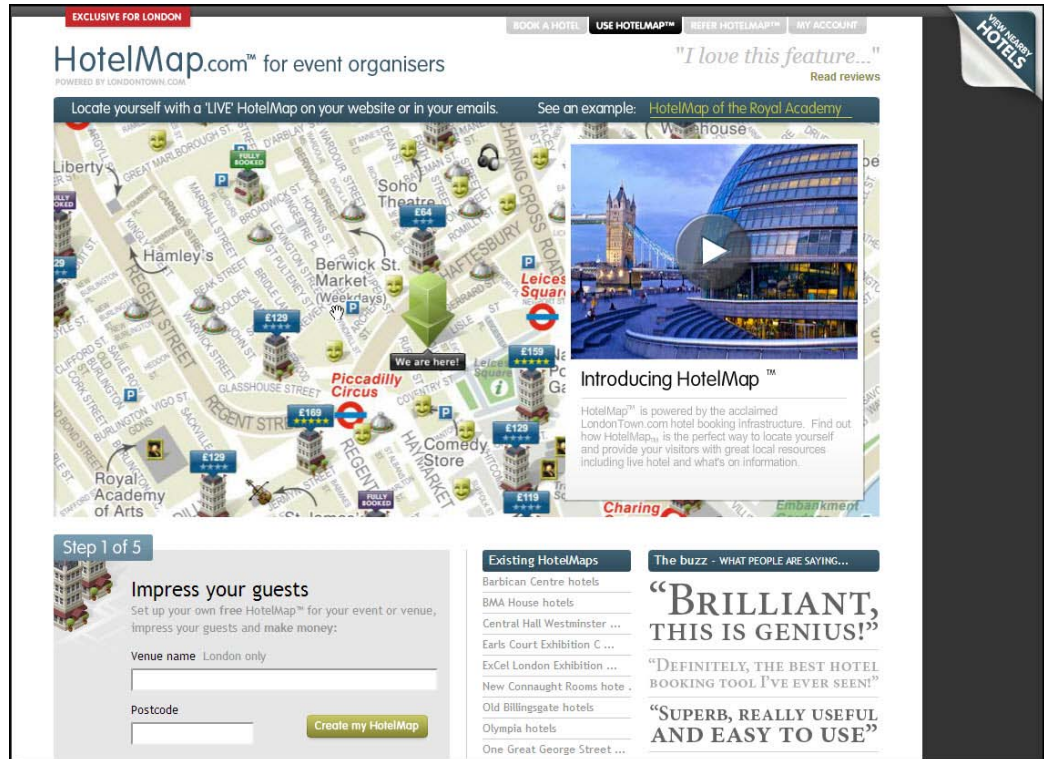 EXCLUSIVE FOR LONDON
BOOK A HOTEL
USE HOTELMAP™
REFER HOTELMAP™
MY ACCOUNT
VIEW NEARBY
HOTELS
HotelMap.com™ for event organisers
POWERED BY LONDONTOWN.COM
"I love this feature..."
Read reviews
Locate yourself with a 'LIVE' HotelMap on your website or in your emails.
See an example: HotelMap of the Royal Academy
Liberty
GREAT MARLBOROUGH ST.
FULLY
BOOKED
Soho
Theatre
£64
Hamley's
Berwick St.
Market
(Weekdays)
£129
We are here!
£159
Piccadilly
Circus
GLASSHOUSE STREET
REGENT STREET
£169
£129
Comedy
Store
COVENTRY ST
HAYMARKET
£129
Royal
Academy
of Arts
FULLY
BOOKED
£119
Charing
Embankment
Introducing HotelMap ™
HotelMap™ is powered by the acclaimed
LondonTown.com hotel booking infrastructure. Find out
how HotelMap™ is the perfect way to locate yourself
and provide your visitors with great local resources
including live hotel and what's on information.
Step 1 of 5
Impress your guests
Set up your own free HotelMap™ for your event or venue,
impress your guests and make money:
Venue name London only
Postcode
Create my HotelMap
Existing HotelMaps
Barbican Centre hotels
BMA House hotels
Central Hall Westminster ...
Earls Court Exhibition C ...
ExCel London Exhibition ...
New Connaught Rooms hote .
Old Billingsgate hotels
Olympia hotels
One Great George Street ...
The buzz - WHAT PEOPLE ARE SAYING...
“BRILLIANT,
THIS IS GENIUS!”
“DEFINITELY, THE BEST HOTEL
BOOKING TOOL I'VE EVER SEEN!”
“SUPERB, REALLY USEFUL
AND EASY TO USE”